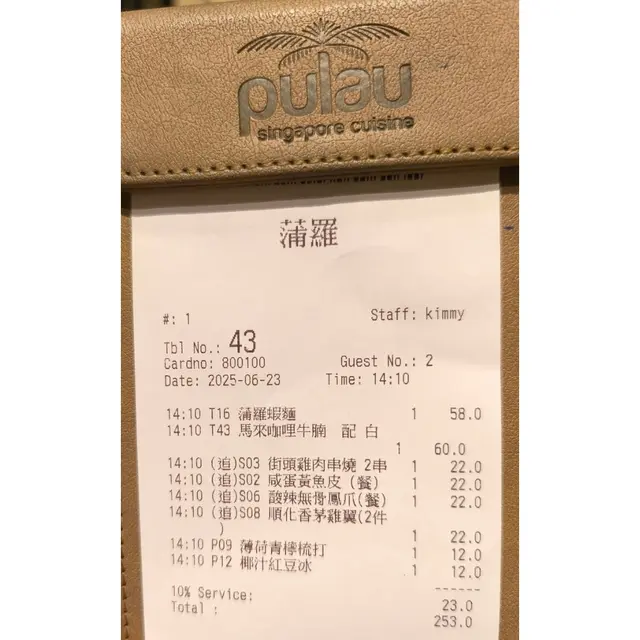 pulau
singapore cuisine
蒲羅
#: 1 Staff: kimmy
Tbl No.: 43
Cardno: 800100 Guest No.: 2
Date: 2025-06-23 Time: 14:10
14:10 T16 蒲羅蝦麵 1 58.0
14:10 T43 馬來咖哩牛腩 配 白
1 60.0
14:10 (追)S03 街頭雞肉串燒 2串 1 22.0
14:10 (追)S02 咸蛋黃魚皮 (餐) 1 22.0
14:10 (追)S06 酸辣無骨鳳爪(餐) 1 22.0
14:10 (追)S08 順化香茅雞翼(2件
) 1 22.0
14:10 P09 薄荷青檸梳打 1 12.0
14:10 P12 椰汁紅豆冰 1 12.0
------
10% Service: 23.0
Total : 253.0